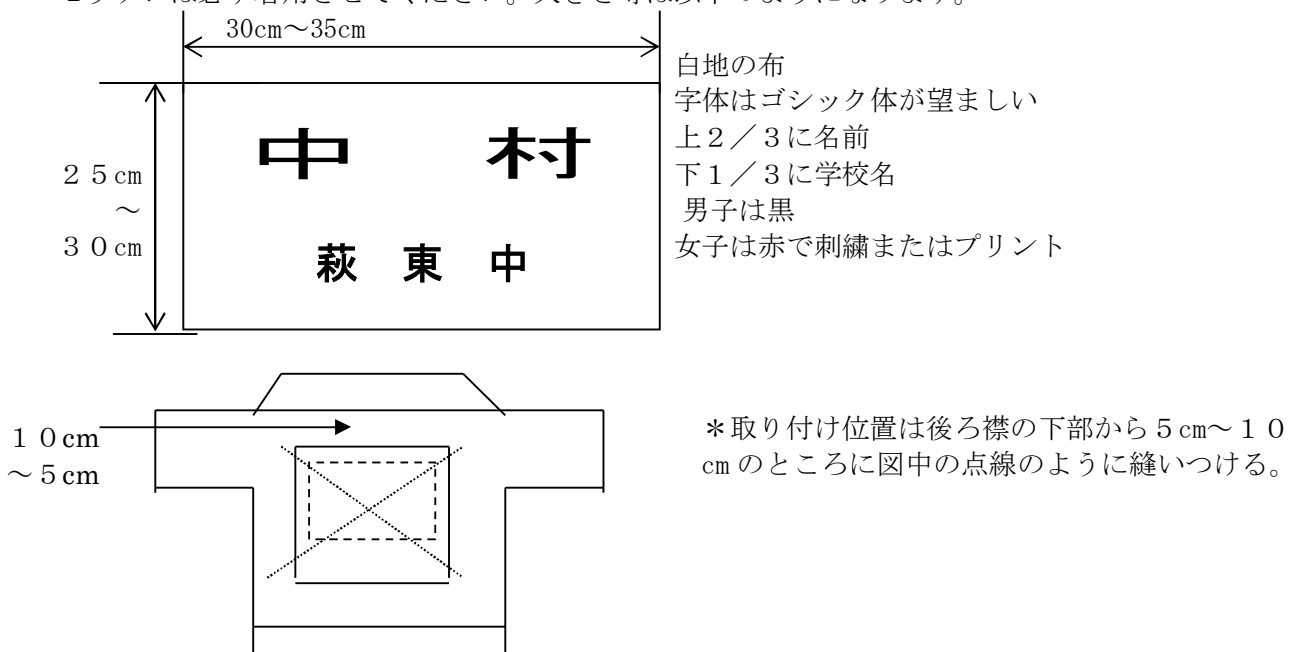 30cm～35cm
白地の布
字体はゴシック体が望ましい
上２／３に名前
下１／３に学校名
男子は黒
女子は赤で刺繍またはプリント
２５cm
～
３０cm
中　村
萩 東 中
１０cm
～５cm
＊取り付け位置は後ろ襟の下部から５cm～１０
cm のところに図中の点線のように縫いつける。